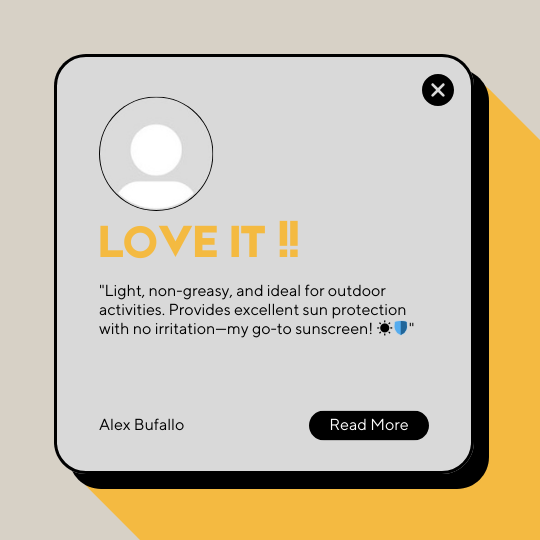 LOVE IT !!
"Light, non-greasy, and ideal for outdoor
activities. Provides excellent sun protection
with no irritation—my go-to sunscreen! ☀🛡️"
Alex Bufallo
Read More